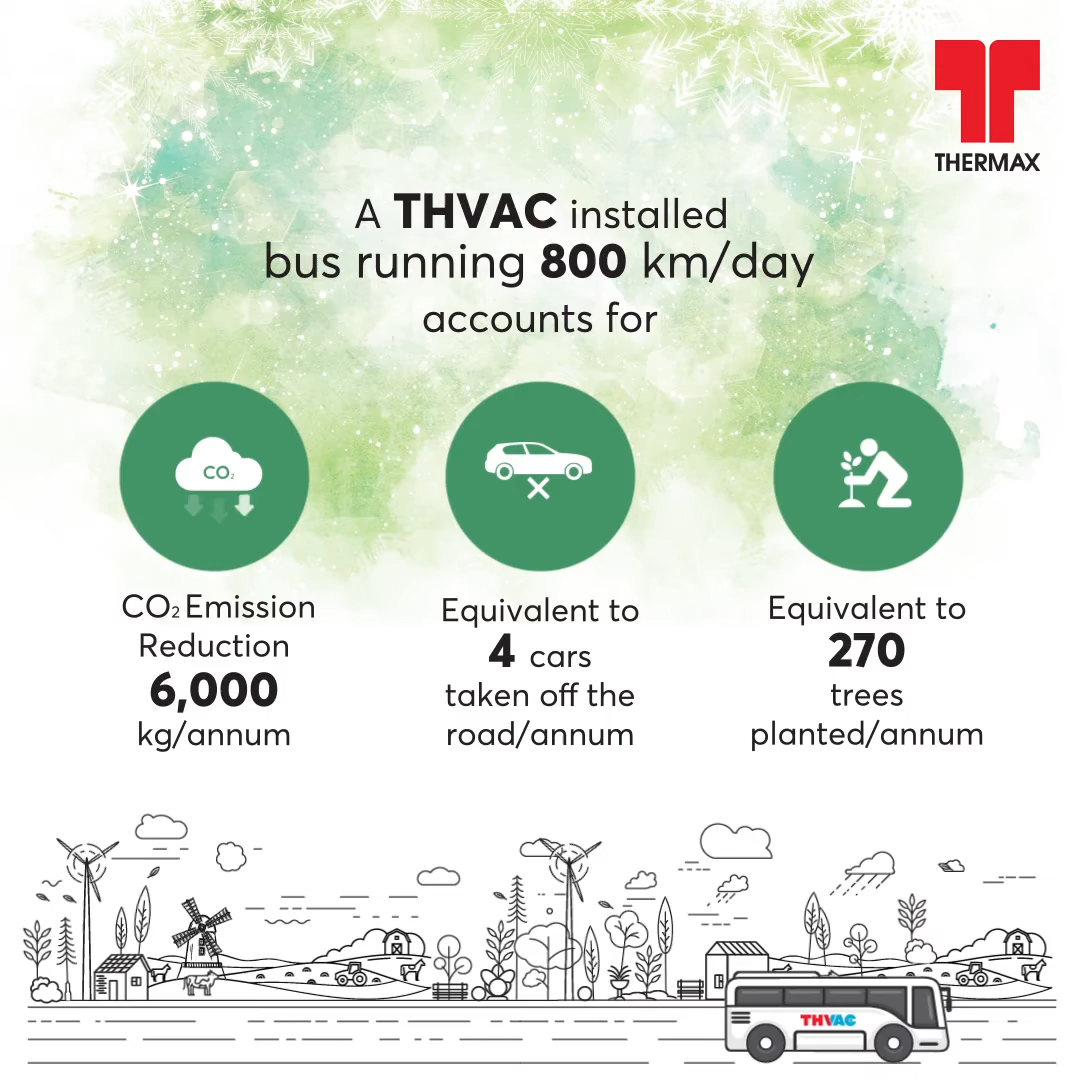 THERMAX
A THVAC installed
bus running 800 km/day
accounts for
CO₂
CO₂ Emission
Reduction
6,000
kg/annum
Equivalent to
4 cars
taken off the
road/annum
Equivalent to
270
trees
planted/annum
THVAC